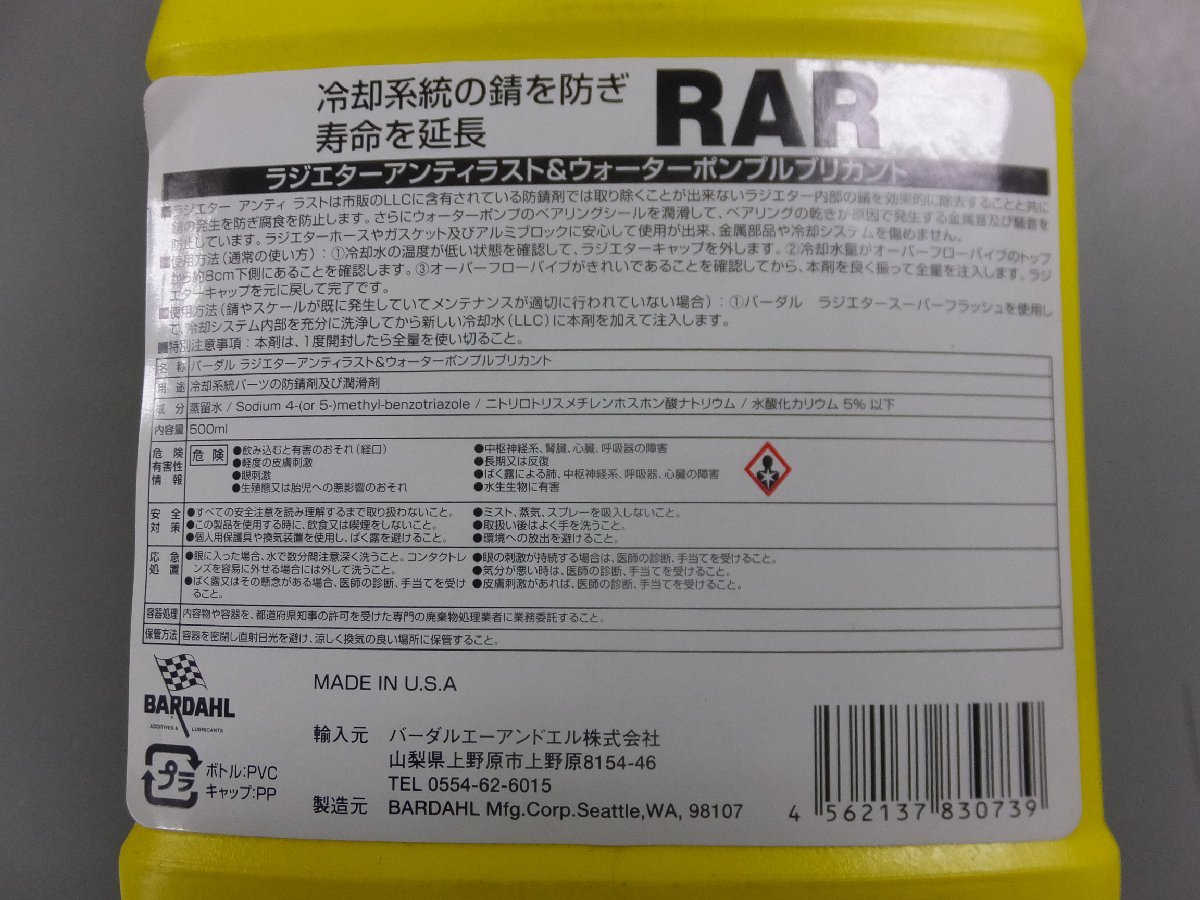 冷却系統の錆を防ぎ
寿命を延長
RAR
ラジエターアンティラスト&ウォーターポンプルブリカント
■ラジエター アンティ ラストは市販のLLCに含有されている防錆剤では取り除くことが出来ないラジエター内部の錆を効果的に除去することと共に
錆の発生を防ぎ腐食を防止します。さらにウォーターポンプのベアリングシールを潤滑して、ベアリングの乾きが原因で発生する金属音及び騒音を
防止しています。ラジエターホースやガスケット及びアルミブロックに安心して使用が出来、金属部品や冷却システムを傷めません。
■使用方法（通常の使い方）：①冷却水の温度が低い状態を確認して、ラジエターキャップを外します。②冷却水量がオーバーフローパイプのトップ
から約8cm下側にあることを確認します。③オーバーフローパイプがきれいであることを確認してから、本剤を良く振って全量を注入します。ラジ
エターキャップを元に戻して完了です。
■使用方法（錆やスケールが既に発生していてメンテナンスが適切に行われていない場合）：①バーダル ラジエタースーパーフラッシュを使用し
て、冷却システム内部を充分に洗浄してから新しい冷却水（LLC）に本剤を加えて注入します。
■特別注意事項：本剤は、1度開封したら全量を使い切ること。
名 称 バーダル ラジエターアンティラスト&ウォーターポンプルブリカント
用 途 冷却系統パーツの防錆剤及び潤滑剤
成 分 蒸留水 / Sodium 4-(or 5-)methyl-benzotriazole / ニトリロトリスメチレンホスホン酸ナトリウム / 水酸化カリウム 5% 以下
内容量 500ml
危 険 有害性 情 報
危 険
●飲み込むと有害のおそれ（経口）
●軽度の皮膚刺激
●眼刺激
●生殖態又は胎児への悪影響のおそれ
●中枢神経系、腎臓、心臓、呼吸器の障害
●長期又は反復
●ばく露による肺、中枢神経系、呼吸器、心臓の障害
●水生生物に有害
安 全 対 策
●すべての安全注意を読み理解するまで取り扱わないこと。
●この製品を使用する時に、飲食又は喫煙をしないこと。
●個人用保護具や換気装置を使用し、ばく露を避けること。
●ミスト、蒸気、スプレーを吸入しないこと。
●取扱い後はよく手を洗うこと。
●環境への放出を避けること。
応 急 処 置
●眼に入った場合、水で数分間注意深く洗うこと。コンタクトレ
ンズを容易に外せる場合には外して洗うこと。
●ばく露又はその懸念がある場合、医師の診断、手当てを受け
ること。
●眼の刺激が持続する場合は、医師の診断、手当てを受けること。
●気分が悪い時は、医師の診断、手当てを受けること。
●皮膚刺激があれば、医師の診断、手当てを受けること。
容器処理 内容物や容器を、都道府県知事の許可を受けた専門の廃棄物処理業者に業務委託すること。
保管方法 容器を密閉し直射日光を避け、涼しく換気の良い場所に保管すること。
BARDAHL
ADDITIVES & LUBRICANTS
MADE IN U.S.A
輸入元 バーダルエーアンドエル株式会社
山梨県上野原市上野原8154-46
TEL 0554-62-6015
製造元 BARDAHL Mfg.Corp.Seattle,WA, 98107
プラ
ボトル:PVC
キャップ:PP
4 562137 830739